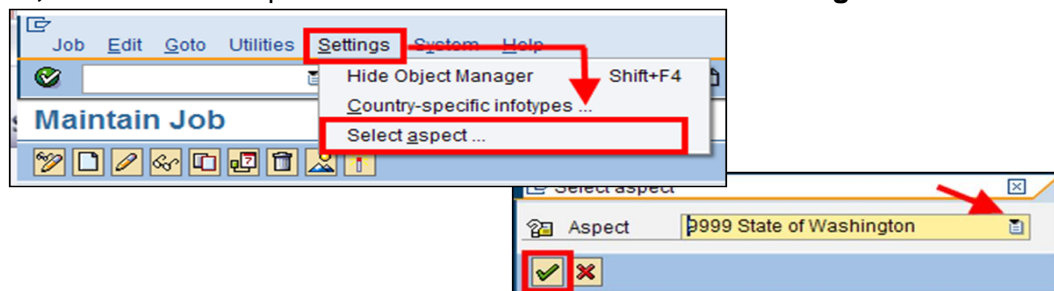 Job Edit Goto Utilities Settings System Help
Hide Object Manager Shift+F4
Country-specific infotypes ...
Maintain Job
Select aspect ...
Select aspect
Aspect 9999 State of Washington